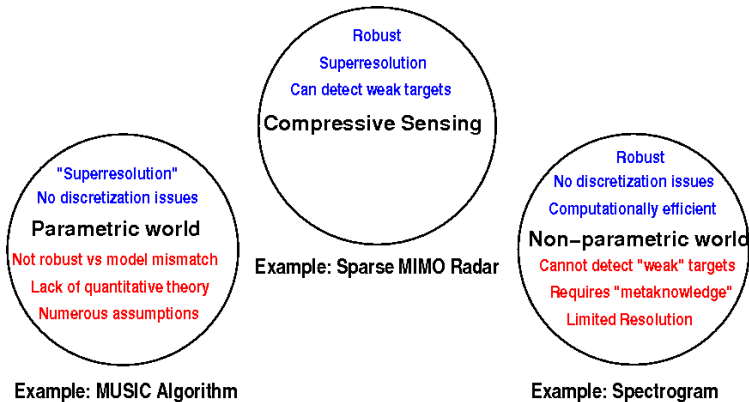 Robust
Superresolution
Can detect weak targets
Compressive Sensing
Example: Sparse MIMO Radar
"Superresolution"
No discretization issues
Parametric world
Not robust vs model mismatch
Lack of quantitative theory
Numerous assumptions
Example: MUSIC Algorithm
Robust
No discretization issues
Computationally efficient
Non-parametric world
Cannot detect "weak" targets
Requires "metaknowledge"
Limited Resolution
Example: Spectrogram